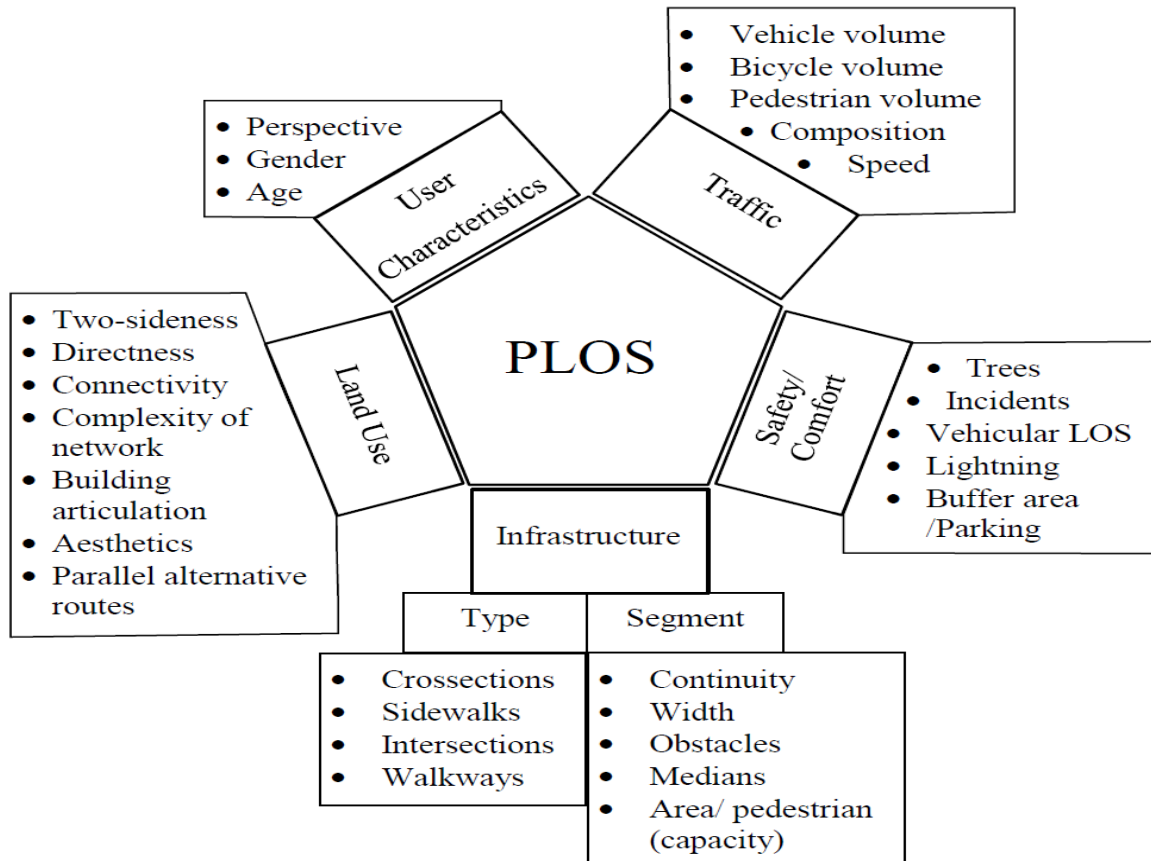 • Vehicle volume
• Bicycle volume
• Pedestrian volume
• Composition
• Speed
• Perspective
• Gender
• Age
User
Characteristics
Traffic
PLOS
• Two-sideness
• Directness
• Connectivity
• Complexity of
network
• Building
articulation
• Aesthetics
• Parallel alternative
routes
Land Use
Safety/
Comfort
• Trees
• Incidents
• Vehicular LOS
• Lightning
• Buffer area
/Parking
Infrastructure
Type
Segment
• Crossections
• Sidewalks
• Intersections
• Walkways
• Continuity
• Width
• Obstacles
• Medians
• Area/ pedestrian
(capacity)